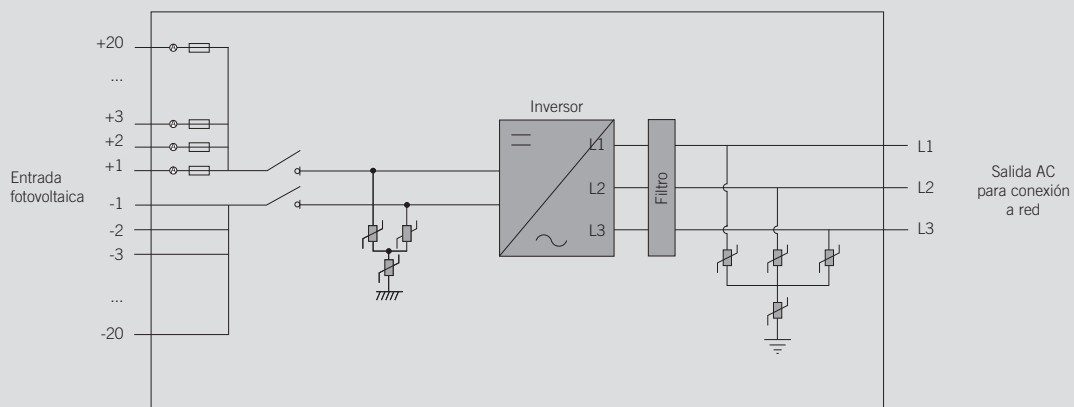 +20
...
+3
+2
+1
Entrada
fotovoltaica
-1
-2
-3
...
-20
Inversor
L1
L2
L3
Filtro
L1
L2
L3
Salida AC
para conexión
a red